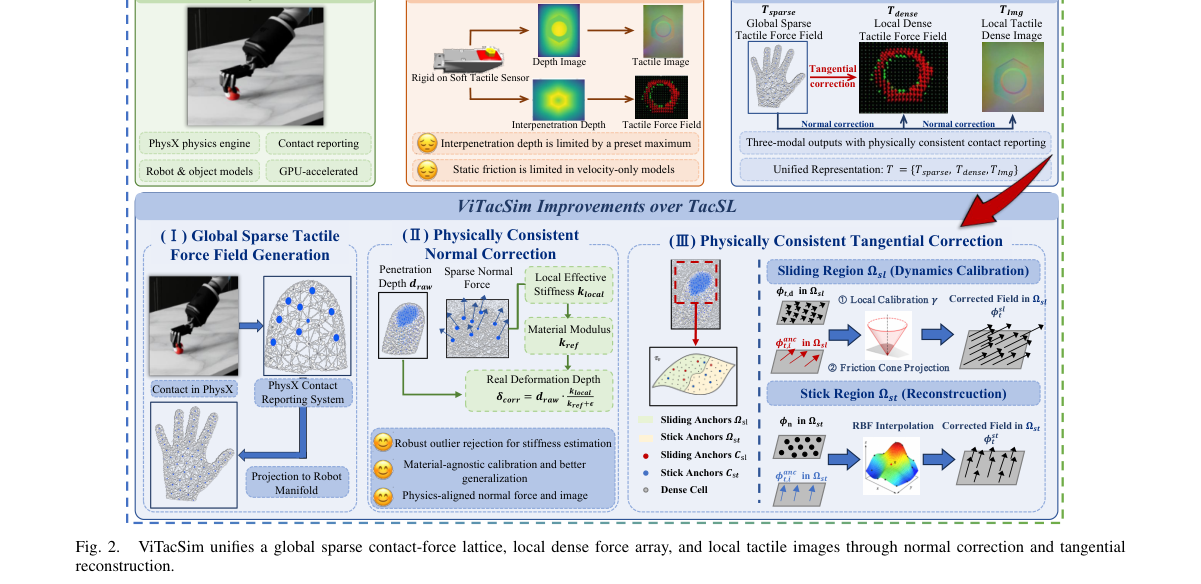 PhysX physics engine
Contact reporting
Robot & object models
GPU-accelerated
Rigid on Soft Tactile Sensor
Depth Image
Tactile Image
Interpenetration Depth
Tactile Force Field
Interpenetration depth is limited by a preset maximum
Static friction is limited in velocity-only models
T_sparse
Global Sparse
Tactile Force Field
T_dense
Local Dense
Tactile Force Field
T_Img
Local Tactile
Dense Image
Tangential
correction
Normal correction
Normal correction
Three-modal outputs with physically consistent contact reporting
Unified Representation: T = {T_sparse, T_dense, T_Img}
ViTacSim Improvements over TacSL
(Ⅰ) Global Sparse Tactile
Force Field Generation
Contact in PhysX
PhysX Contact
Reporting System
Projection to Robot
Manifold
(Ⅱ) Physically Consistent
Normal Correction
Penetration
Depth d_raw
Sparse Normal
Force
Local Effective
Stiffness k_local
Material Modulus
k_ref
Real Deformation Depth
δ_corr = d_raw · k_local / (k_ref+ε)
Robust outlier rejection for stiffness estimation
Material-agnostic calibration and better
generalization
Physics-aligned normal force and image
(Ⅲ) Physically Consistent Tangential Correction
Sliding Anchors Ω_sl
Stick Anchors Ω_st
Sliding Anchors C_sl
Stick Anchors C_st
Dense Cell
Sliding Region Ω_sl (Dynamics Calibration)
ϕ_t,d in Ω_sl
ϕ_t,i^anc in Ω_sl
① Local Calibration γ
② Friction Cone Projection
Corrected Field in Ω_sl
ϕ_t^sl
Stick Region Ω_st (Reconstrcuction)
ϕ_n in Ω_st
ϕ_t,i^anc in Ω_st
RBF Interpolation
Corrected Field in Ω_st
ϕ_t^st
Fig. 2. ViTacSim unifies a global sparse contact-force lattice, local dense force array, and local tactile images through normal correction and tangential
reconstruction.